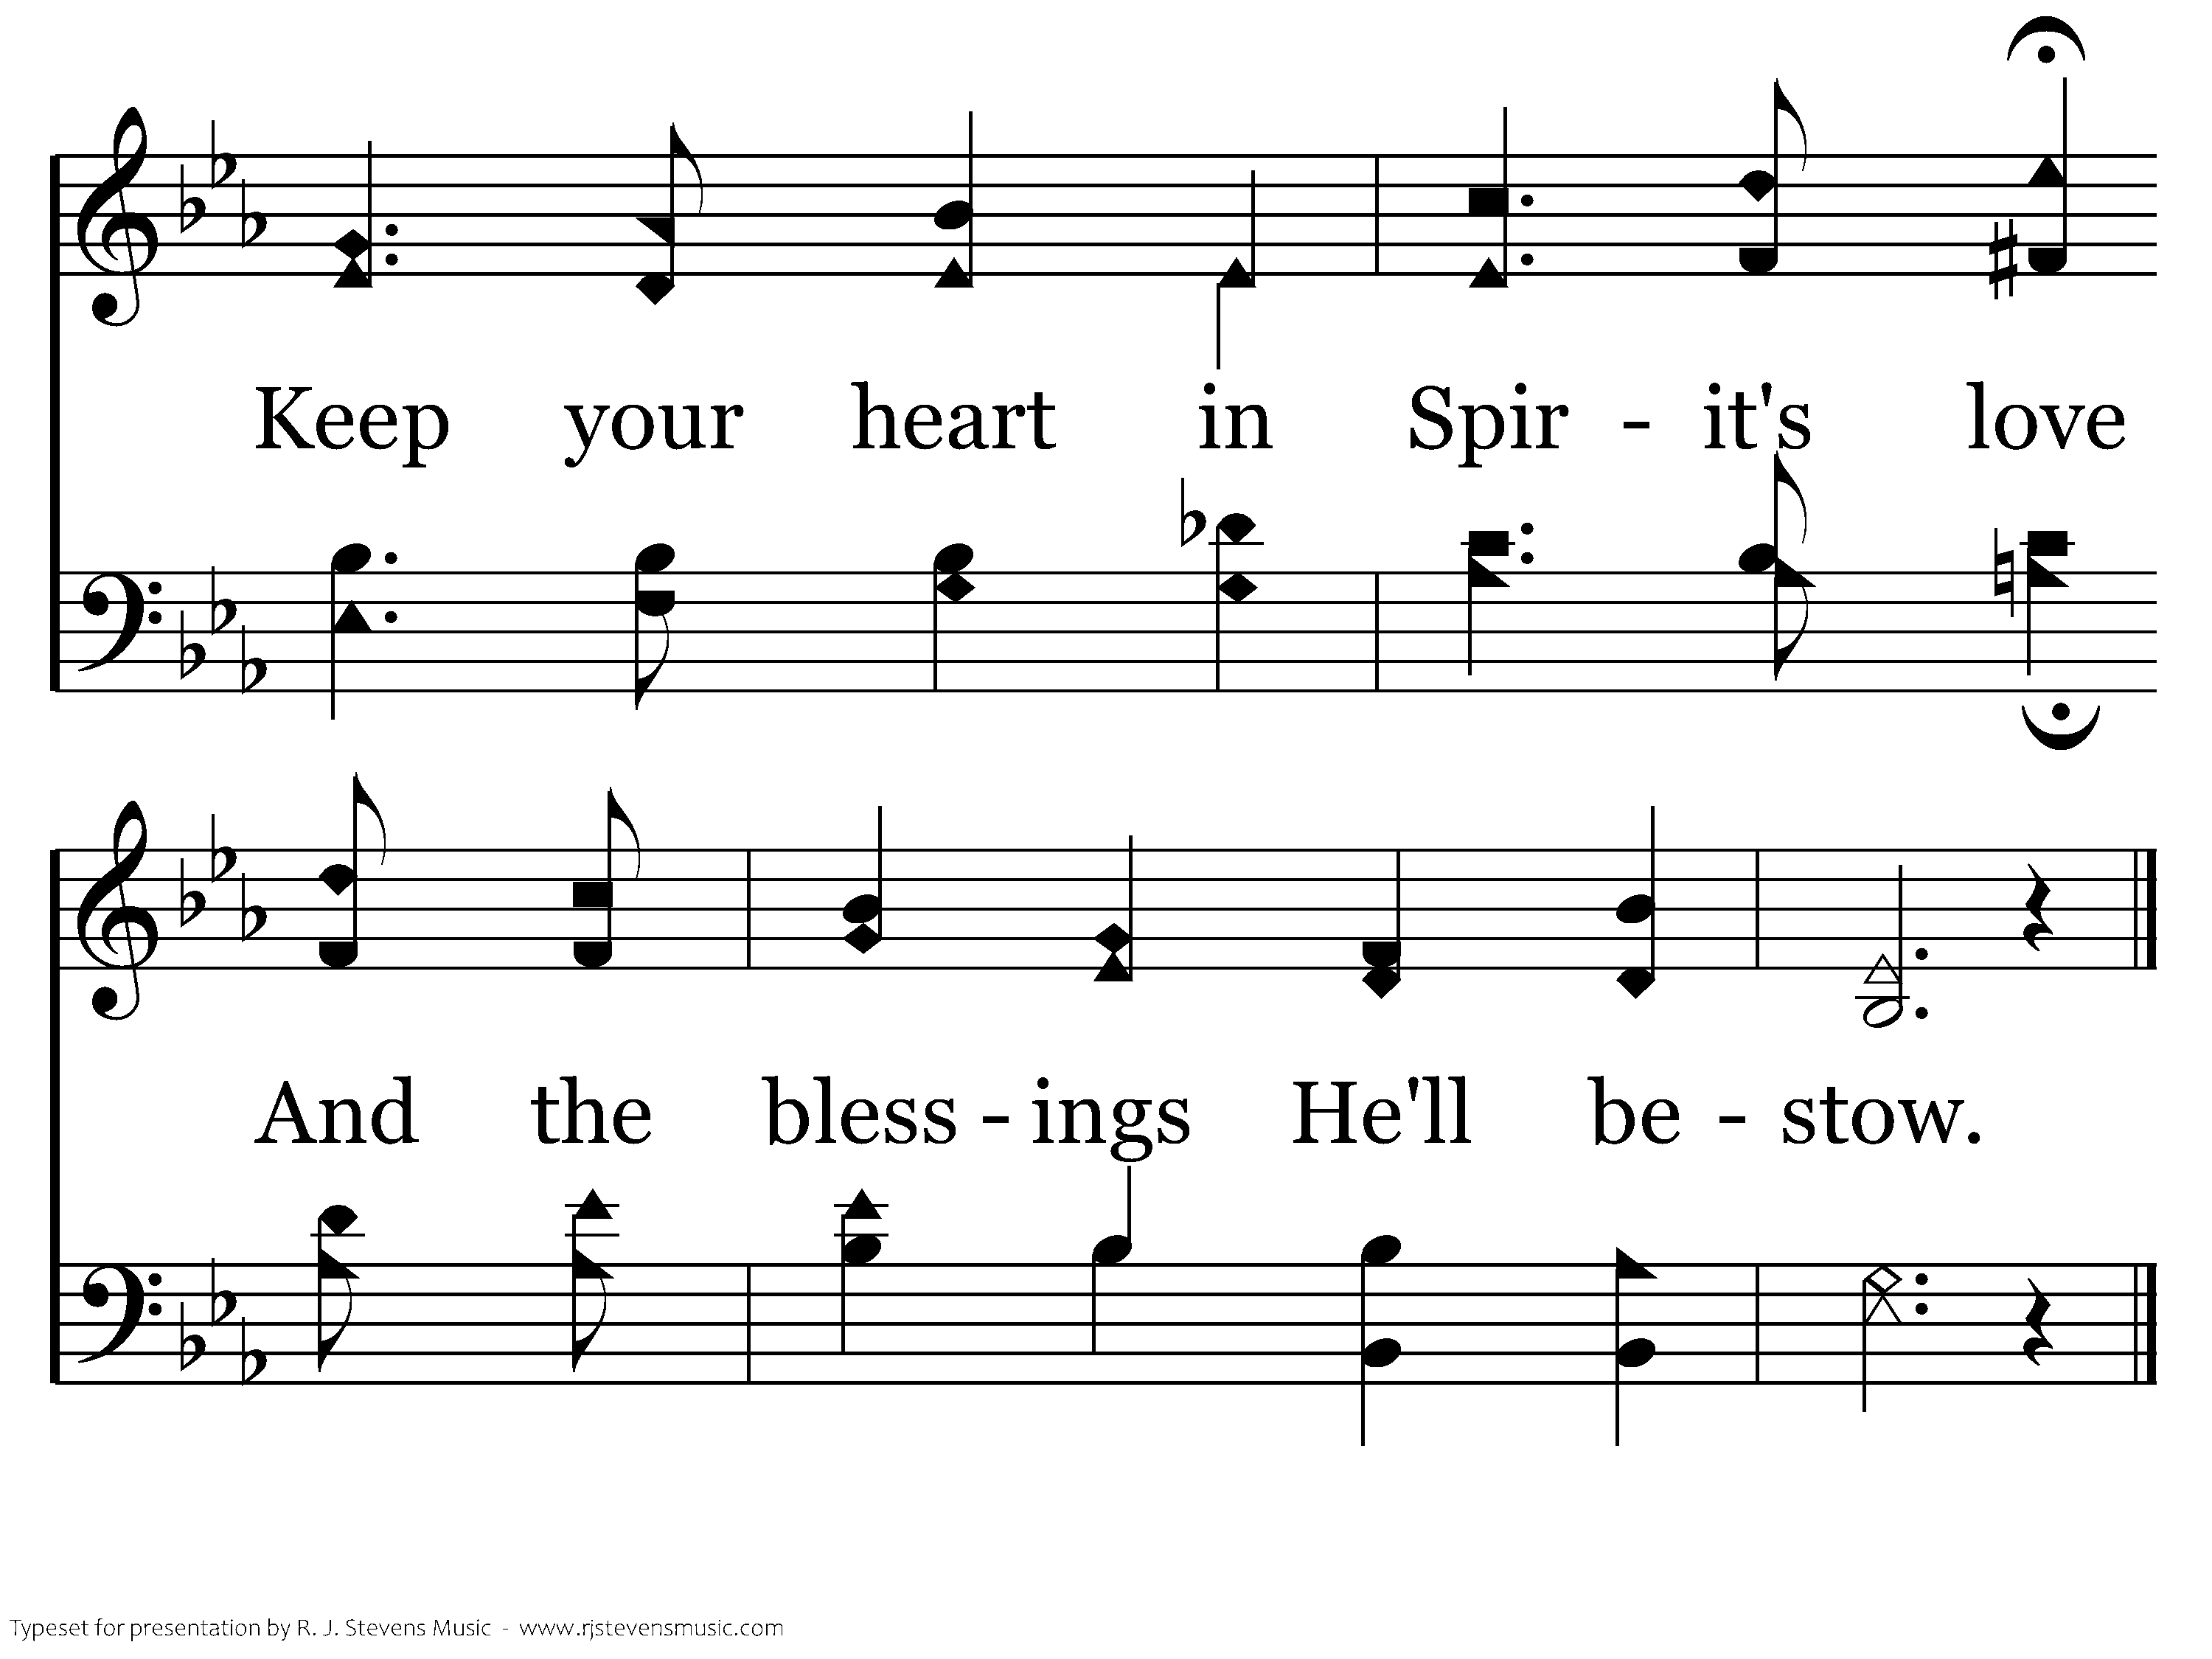 Keep your heart in Spir - it's love
And the bless - ings He'll be - stow.
Typeset for presentation by R. J. Stevens Music - www.rjstevensmusic.com